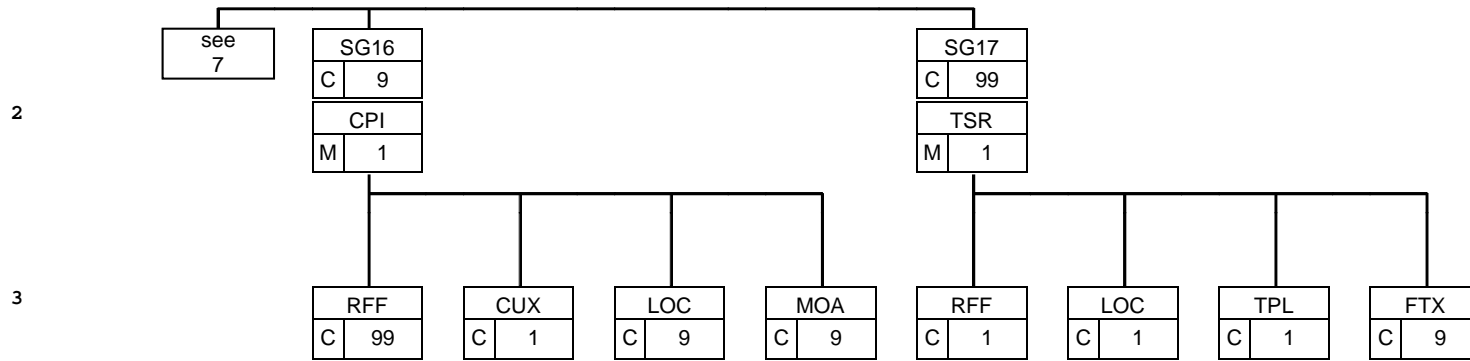 see
7
SG16
C 9
SG17
C 99
2
CPI
M 1
TSR
M 1
3
RFF
C 99
CUX
C 1
LOC
C 9
MOA
C 9
RFF
C 1
LOC
C 1
TPL
C 1
FTX
C 9